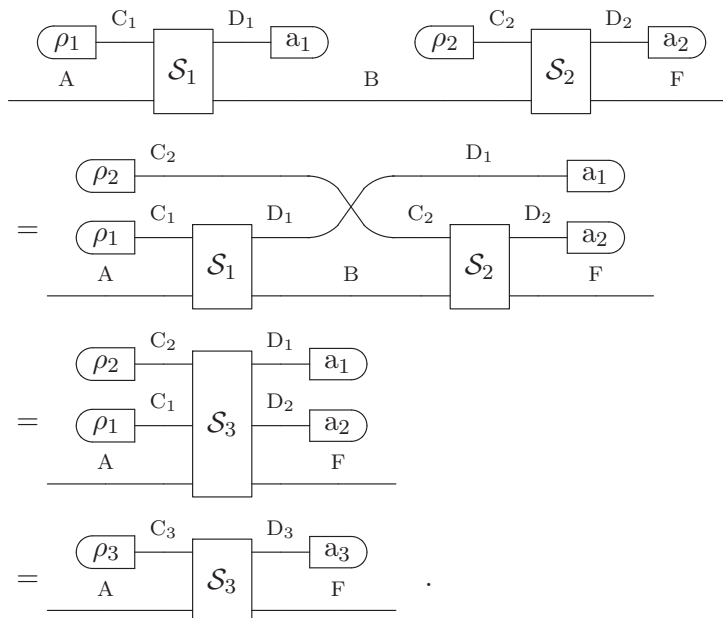 C₁ D₁ C₂ D₂
ρ₁ 𝒮₁ a₁ ρ₂ 𝒮₂ a₂
A B F
C₂ D₁
ρ₂ a₁
= ρ₁ C₁ 𝒮₁ D₁ C₂ 𝒮₂ D₂ a₂
A B F
C₂ D₁
ρ₂ a₁
C₁ D₂
= ρ₁ 𝒮₃ a₂
A F
C₃ D₃
= ρ₃ 𝒮₃ a₃
A F .